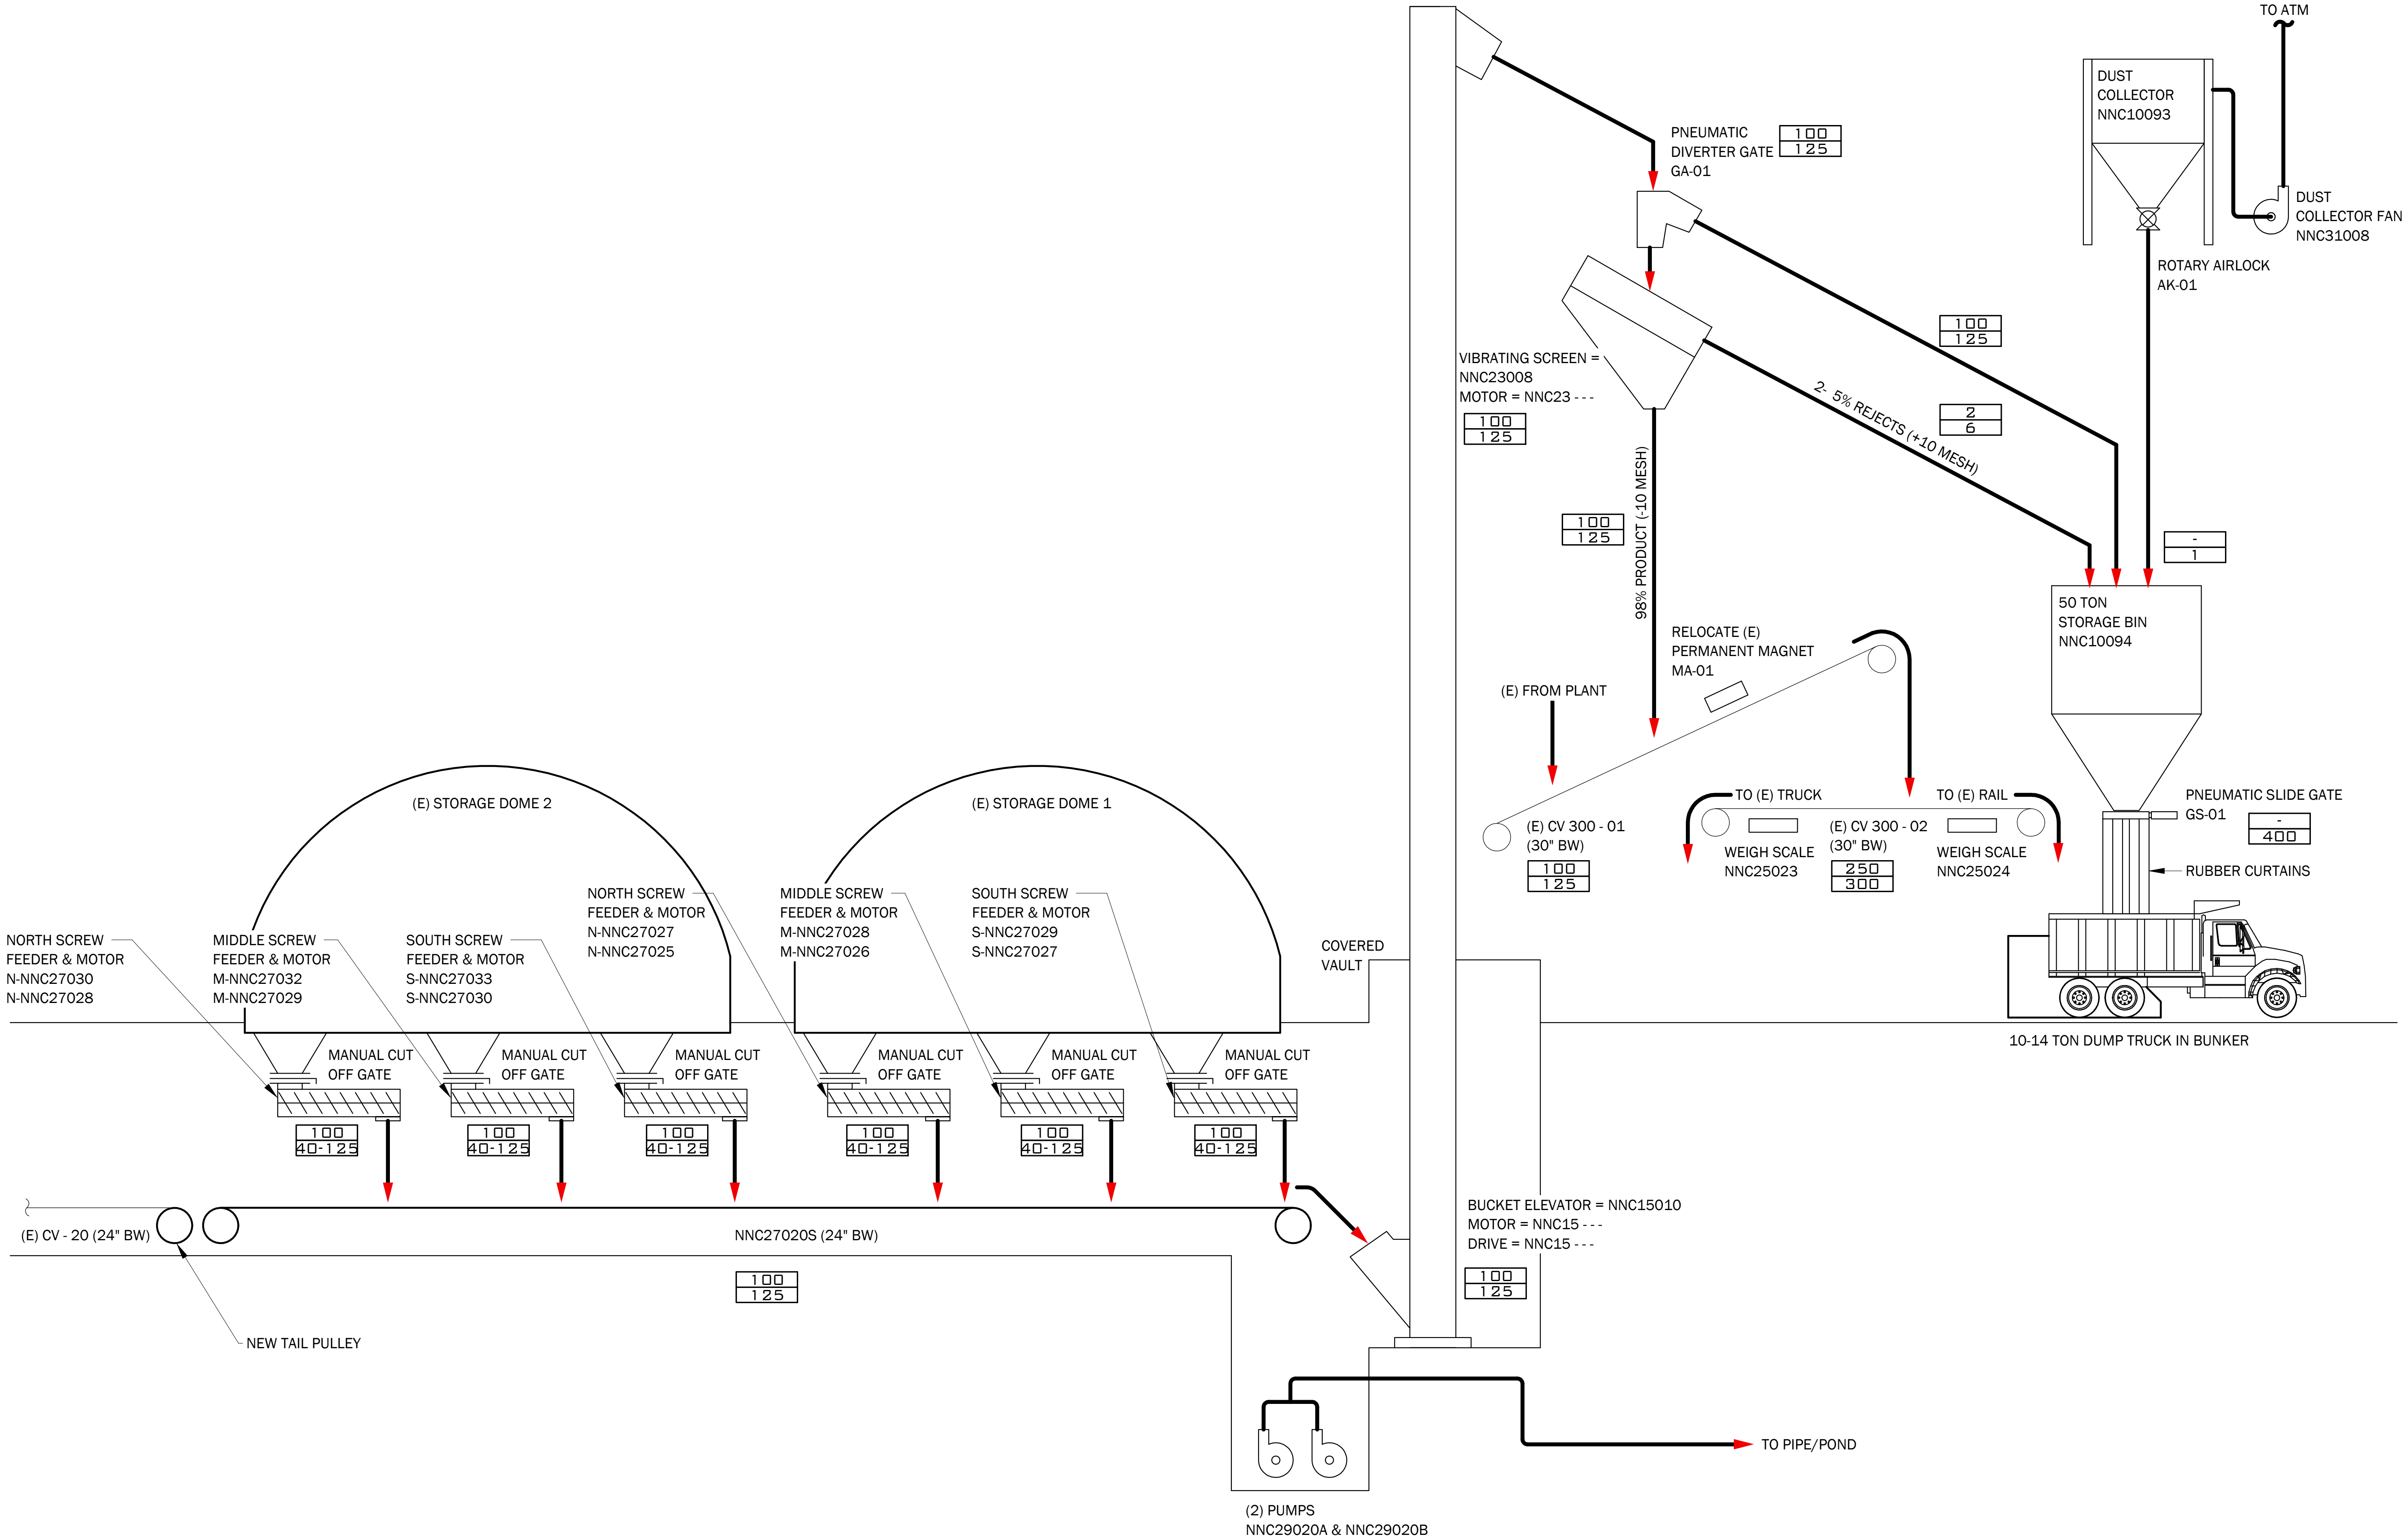 TO ATM
DUST
COLLECTOR
NNC10093
DUST
COLLECTOR FAN
NNC31008
ROTARY AIRLOCK
AK-01
PNEUMATIC
DIVERTER GATE
GA-01
100
125
100
125
2
6
2- 5% REJECTS (+10 MESH)
VIBRATING SCREEN =
NNC23008
MOTOR = NNC23 ---
100
125
98% PRODUCT (-10 MESH)
100
125
-
1
50 TON
STORAGE BIN
NNC10094
RELOCATE (E)
PERMANENT MAGNET
MA-01
(E) FROM PLANT
TO (E) TRUCK
TO (E) RAIL
(E) CV 300 - 01
(30" BW)
100
125
WEIGH SCALE
NNC25023
(E) CV 300 - 02
(30" BW)
250
300
WEIGH SCALE
NNC25024
PNEUMATIC SLIDE GATE
GS-01
-
400
RUBBER CURTAINS
10-14 TON DUMP TRUCK IN BUNKER
(E) STORAGE DOME 2
(E) STORAGE DOME 1
NORTH SCREW
FEEDER & MOTOR
N-NNC27030
N-NNC27028
MIDDLE SCREW
FEEDER & MOTOR
M-NNC27032
M-NNC27029
SOUTH SCREW
FEEDER & MOTOR
S-NNC27033
S-NNC27030
NORTH SCREW
FEEDER & MOTOR
N-NNC27027
N-NNC27025
MIDDLE SCREW
FEEDER & MOTOR
M-NNC27028
M-NNC27026
SOUTH SCREW
FEEDER & MOTOR
S-NNC27029
S-NNC27027
COVERED
VAULT
MANUAL CUT
OFF GATE
MANUAL CUT
OFF GATE
MANUAL CUT
OFF GATE
MANUAL CUT
OFF GATE
MANUAL CUT
OFF GATE
MANUAL CUT
OFF GATE
100
40-125
100
40-125
100
40-125
100
40-125
100
40-125
100
40-125
(E) CV - 20 (24" BW)
NNC27020S (24" BW)
100
125
NEW TAIL PULLEY
BUCKET ELEVATOR = NNC15010
MOTOR = NNC15 ---
DRIVE = NNC15 ---
100
125
TO PIPE/POND
(2) PUMPS
NNC29020A & NNC29020B